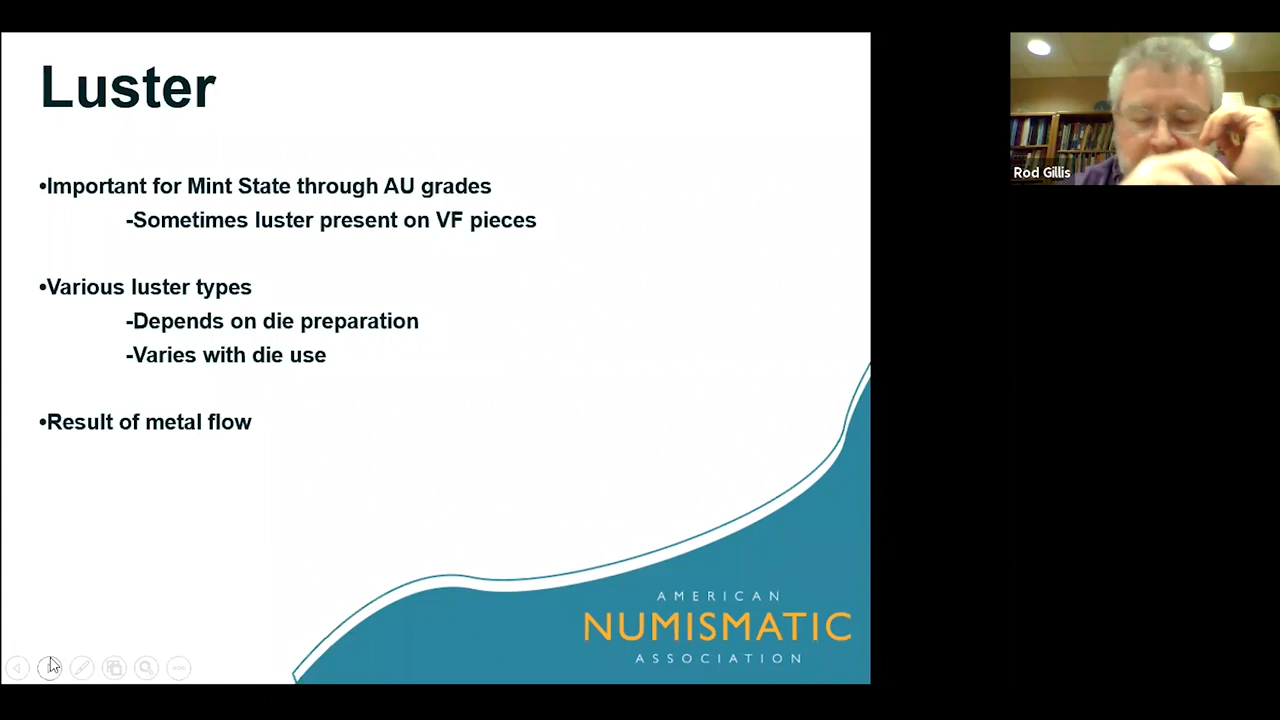 Luster
•Important for Mint State through AU grades
-Sometimes luster present on VF pieces
•Various luster types
-Depends on die preparation
-Varies with die use
•Result of metal flow
AMERICAN
NUMISMATIC
ASSOCIATION
Rod Gillis